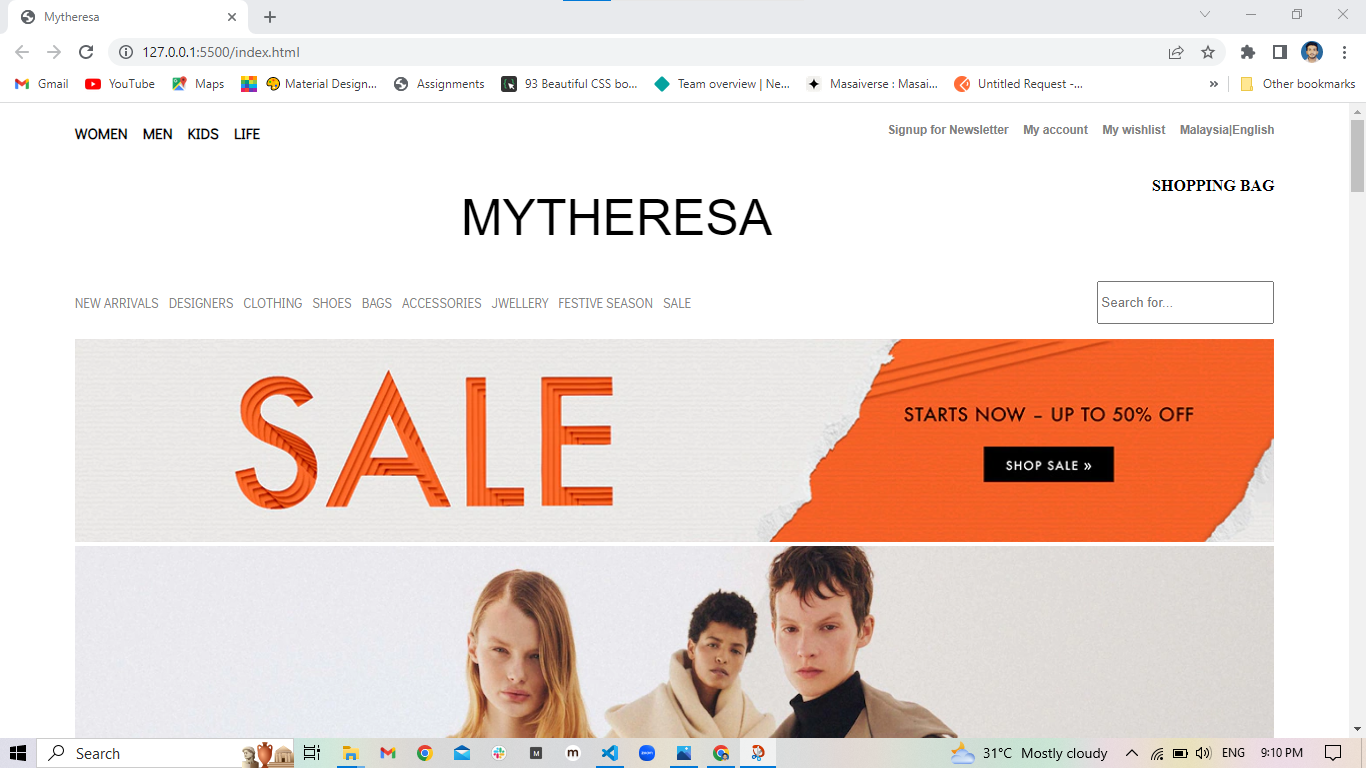 Mytheresa
127.0.0.1:5500/index.html
Gmail YouTube Maps Material Design... Assignments 93 Beautiful CSS bo... Team overview | Ne... Masaiverse : Masai... Untitled Request -... » Other bookmarks
WOMEN MEN KIDS LIFE Signup for Newsletter My account My wishlist Malaysia|English
SHOPPING BAG
MYTHERESA
NEW ARRIVALS DESIGNERS CLOTHING SHOES BAGS ACCESSORIES JWELLERY FESTIVE SEASON SALE Search for...
SALE
STARTS NOW – UP TO 50% OFF
SHOP SALE »
Search 31°C Mostly cloudy ENG 9:10 PM